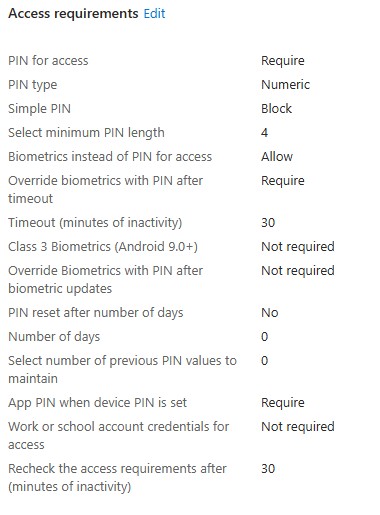 Access requirements Edit
PIN for access Require
PIN type Numeric
Simple PIN Block
Select minimum PIN length 4
Biometrics instead of PIN for access Allow
Override biometrics with PIN after Require
timeout
Timeout (minutes of inactivity) 30
Class 3 Biometrics (Android 9.0+) Not required
Override Biometrics with PIN after Not required
biometric updates
PIN reset after number of days No
Number of days 0
Select number of previous PIN values to 0
maintain
App PIN when device PIN is set Require
Work or school account credentials for Not required
access
Recheck the access requirements after 30
(minutes of inactivity)